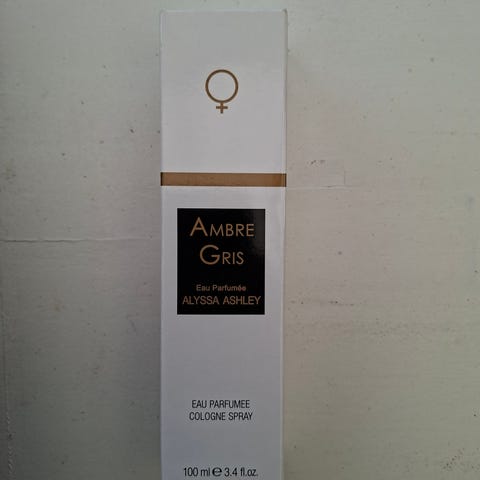 AMBRE
GRIS
Eau Parfumée
ALYSSA ASHLEY
EAU PARFUMEE
COLOGNE SPRAY
100 ml ℮ 3.4 fl.oz.